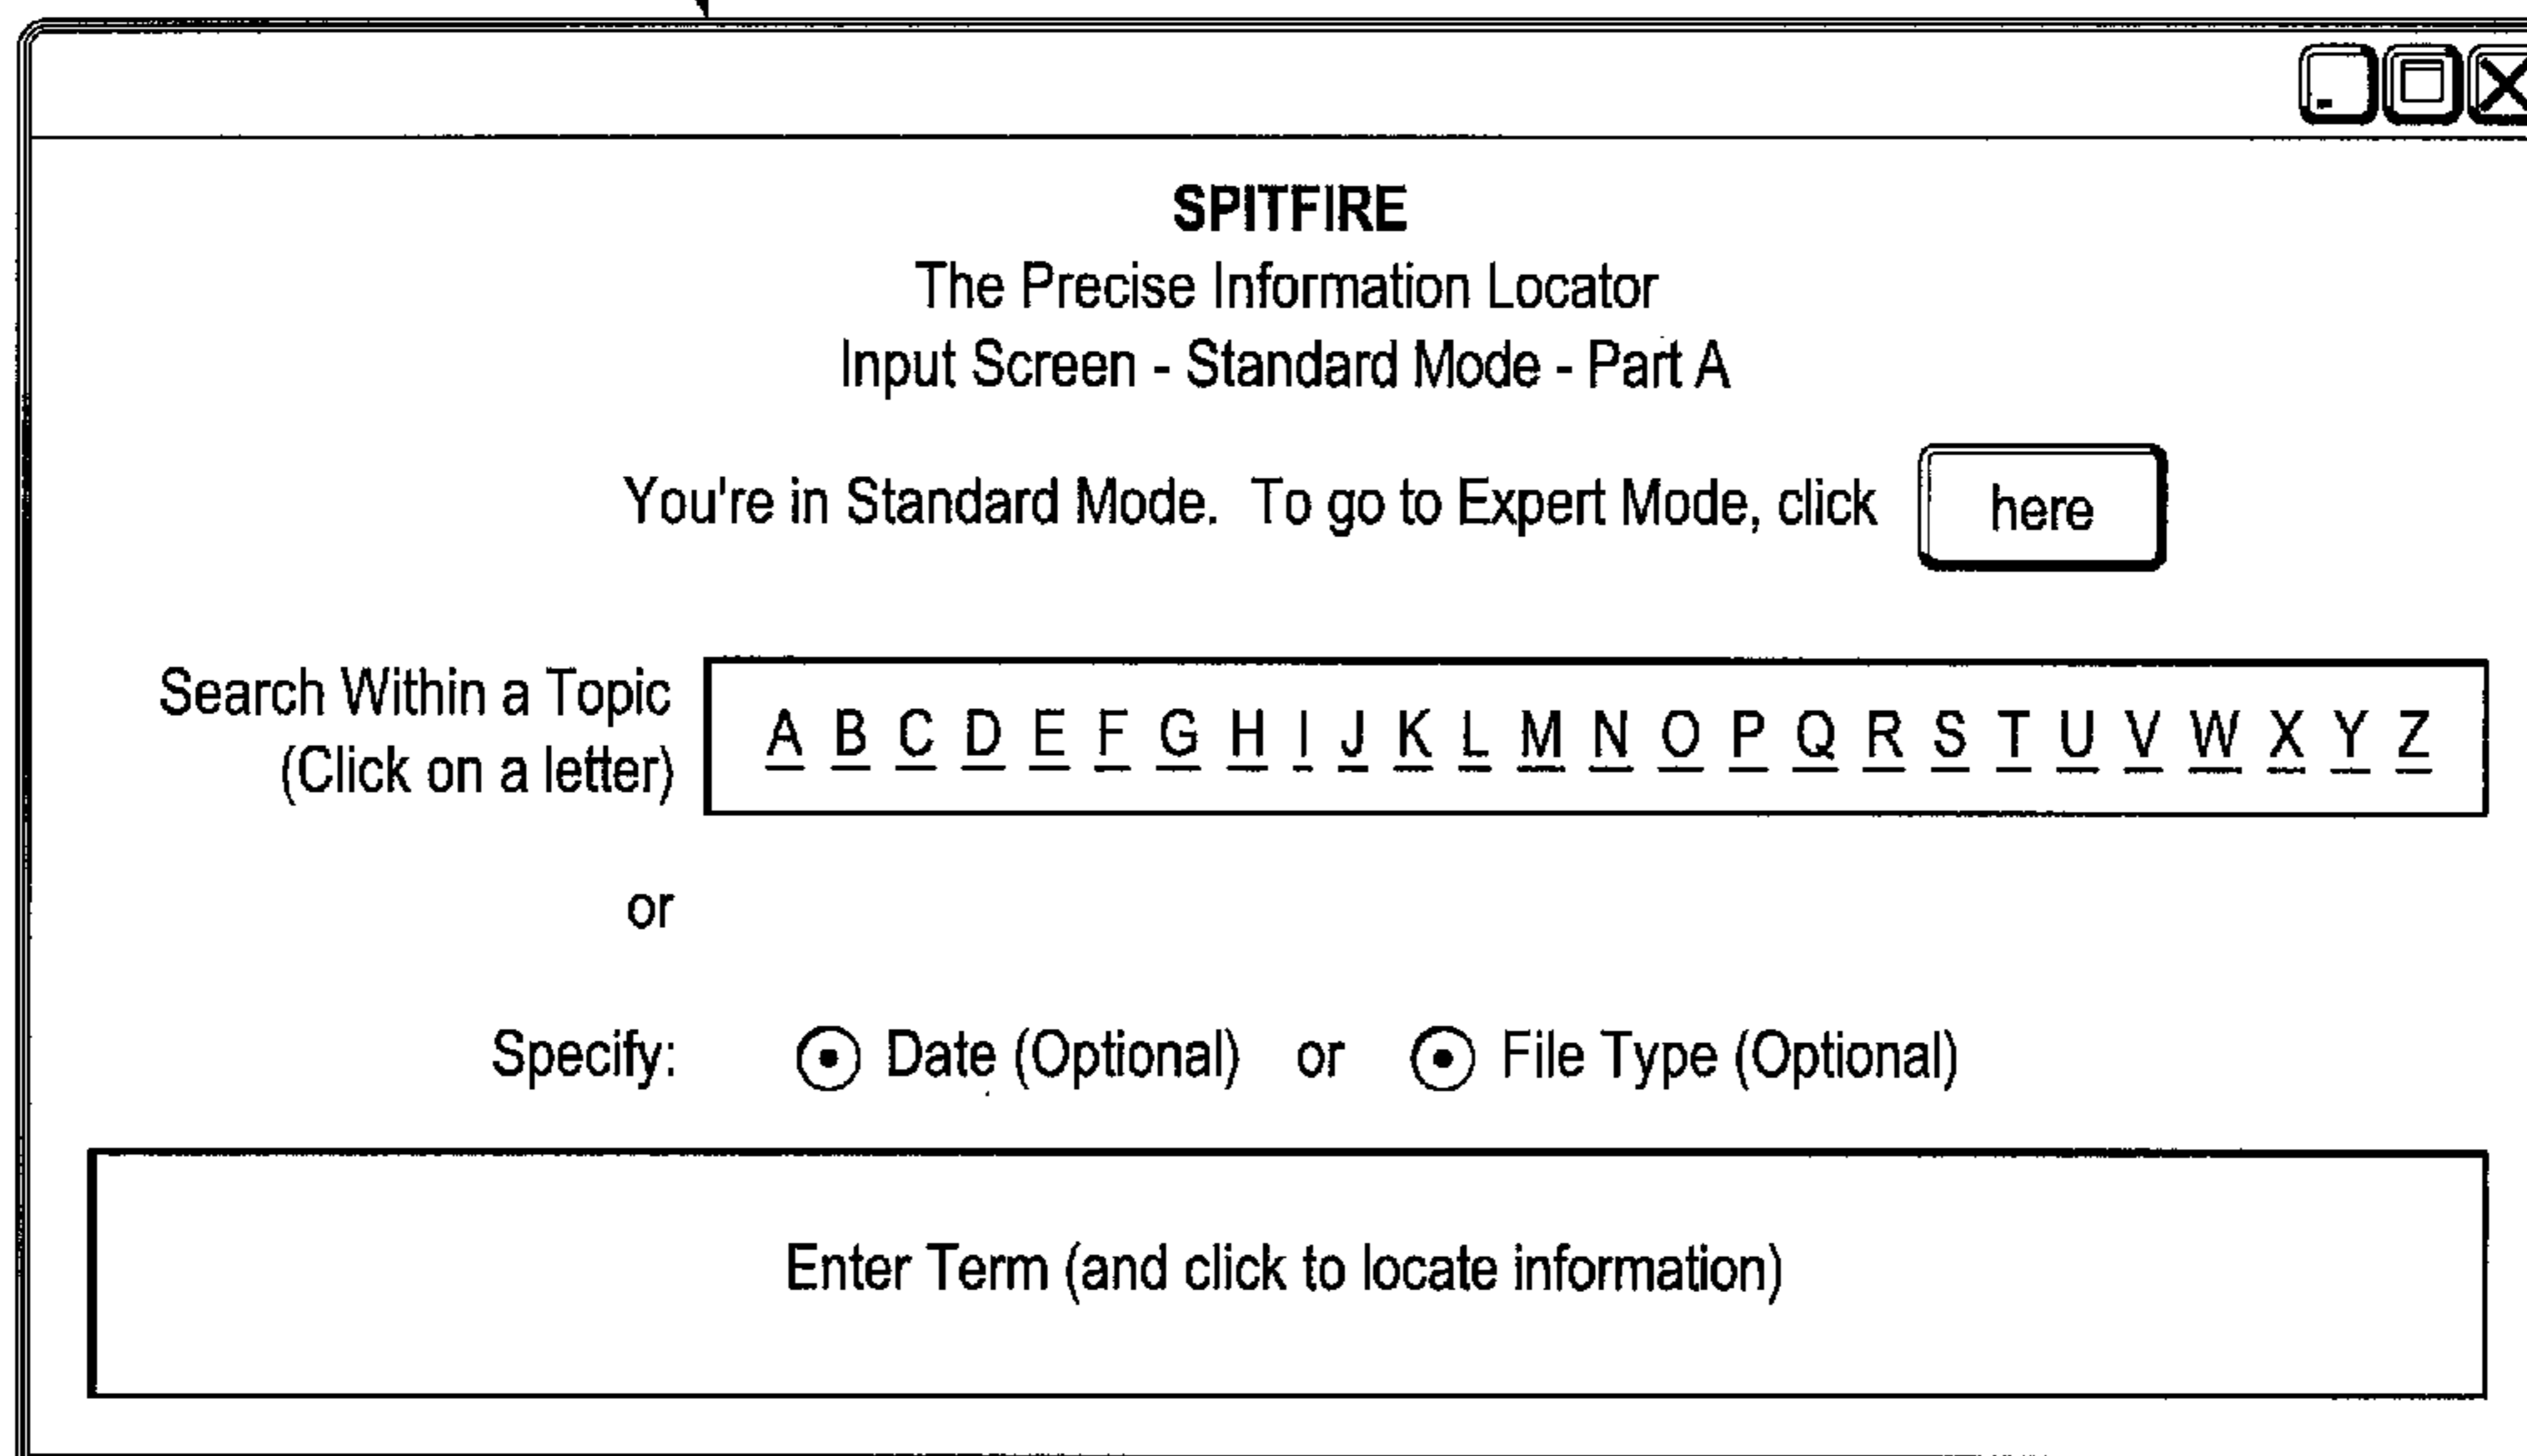 SPITFIRE
The Precise Information Locator
Input Screen - Standard Mode - Part A
You're in Standard Mode. To go to Expert Mode, click here
Search Within a Topic
(Click on a letter)
A B C D E F G H I J K L M N O P Q R S T U V W X Y Z
or
Specify: Date (Optional) or File Type (Optional)
Enter Term (and click to locate information)